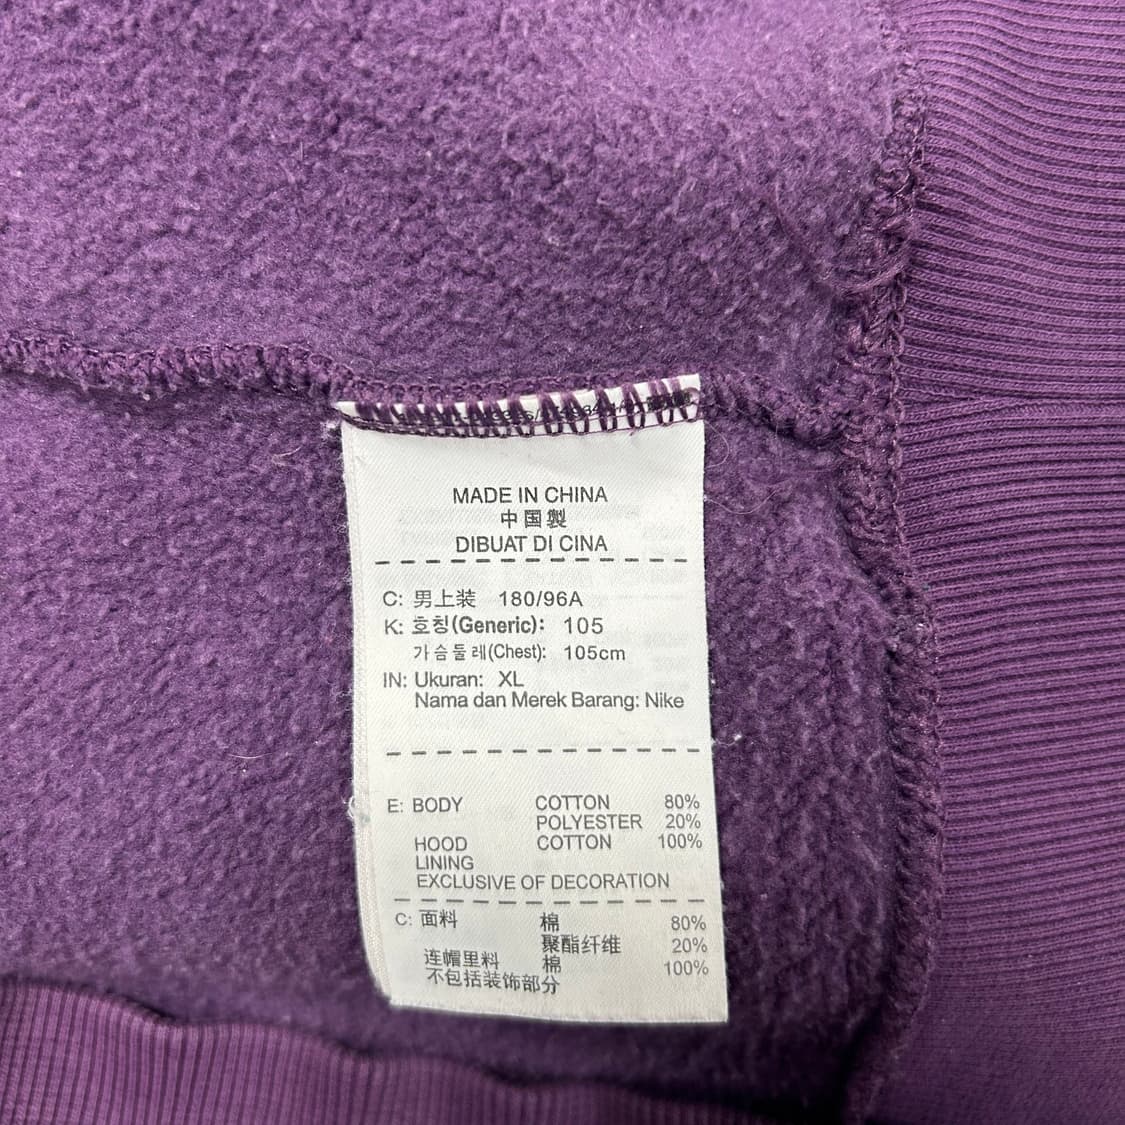 MADE IN CHINA
中国製
DIBUAT DI CINA
C: 男上装 180/96A
K: 호칭(Generic): 105
가슴둘레(Chest): 105cm
IN: Ukuran: XL
Nama dan Merek Barang: Nike
E: BODY COTTON 80%
POLYESTER 20%
HOOD COTTON 100%
LINING
EXCLUSIVE OF DECORATION
C: 面料 棉 80%
聚酯纤维 20%
连帽里料 棉 100%
不包括装饰部分